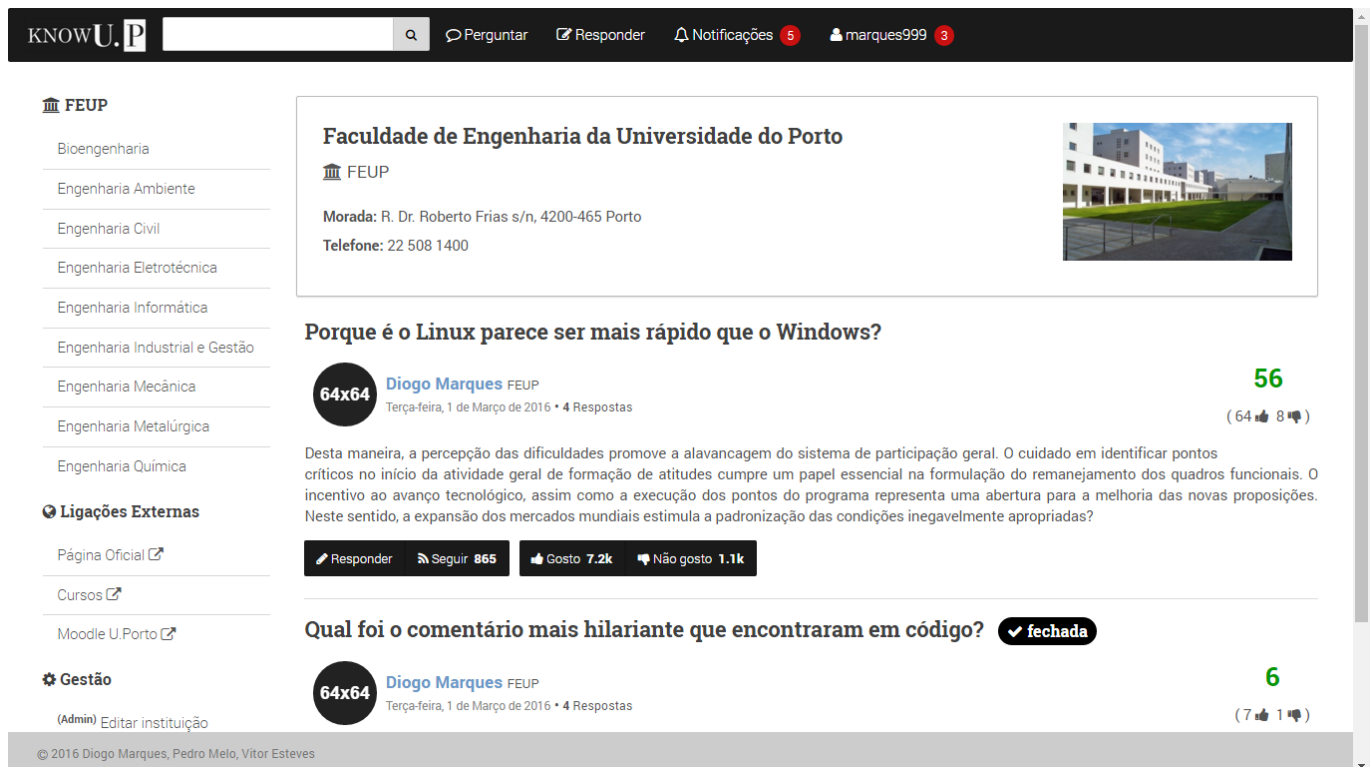 KNOWU.P
Perguntar
Responder
Notificações 5
marques999 3
FEUP
Bioengenharia
Engenharia Ambiente
Engenharia Civil
Engenharia Eletrotécnica
Engenharia Informática
Engenharia Industrial e Gestão
Engenharia Mecânica
Engenharia Metalúrgica
Engenharia Química
Ligações Externas
Página Oficial
Cursos
Moodle U.Porto
Gestão
(Admin) Editar instituição
Faculdade de Engenharia da Universidade do Porto
FEUP
Morada: R. Dr. Roberto Frias s/n, 4200-465 Porto
Telefone: 22 508 1400
Porque é o Linux parece ser mais rápido que o Windows?
64x64
Diogo Marques FEUP
Terça-feira, 1 de Março de 2016 • 4 Respostas
56
( 64 8 )
Desta maneira, a percepção das dificuldades promove a alavancagem do sistema de participação geral. O cuidado em identificar pontos
críticos no início da atividade geral de formação de atitudes cumpre um papel essencial na formulação do remanejamento dos quadros funcionais. O
incentivo ao avanço tecnológico, assim como a execução dos pontos do programa representa uma abertura para a melhoria das novas proposições.
Neste sentido, a expansão dos mercados mundiais estimula a padronização das condições inegavelmente apropriadas?
Responder Seguir 865 Gosto 7.2k Não gosto 1.1k
Qual foi o comentário mais hilariante que encontraram em código? fechada
64x64
Diogo Marques FEUP
Terça-feira, 1 de Março de 2016 • 4 Respostas
6
( 7 1 )
© 2016 Diogo Marques, Pedro Melo, Vitor Esteves